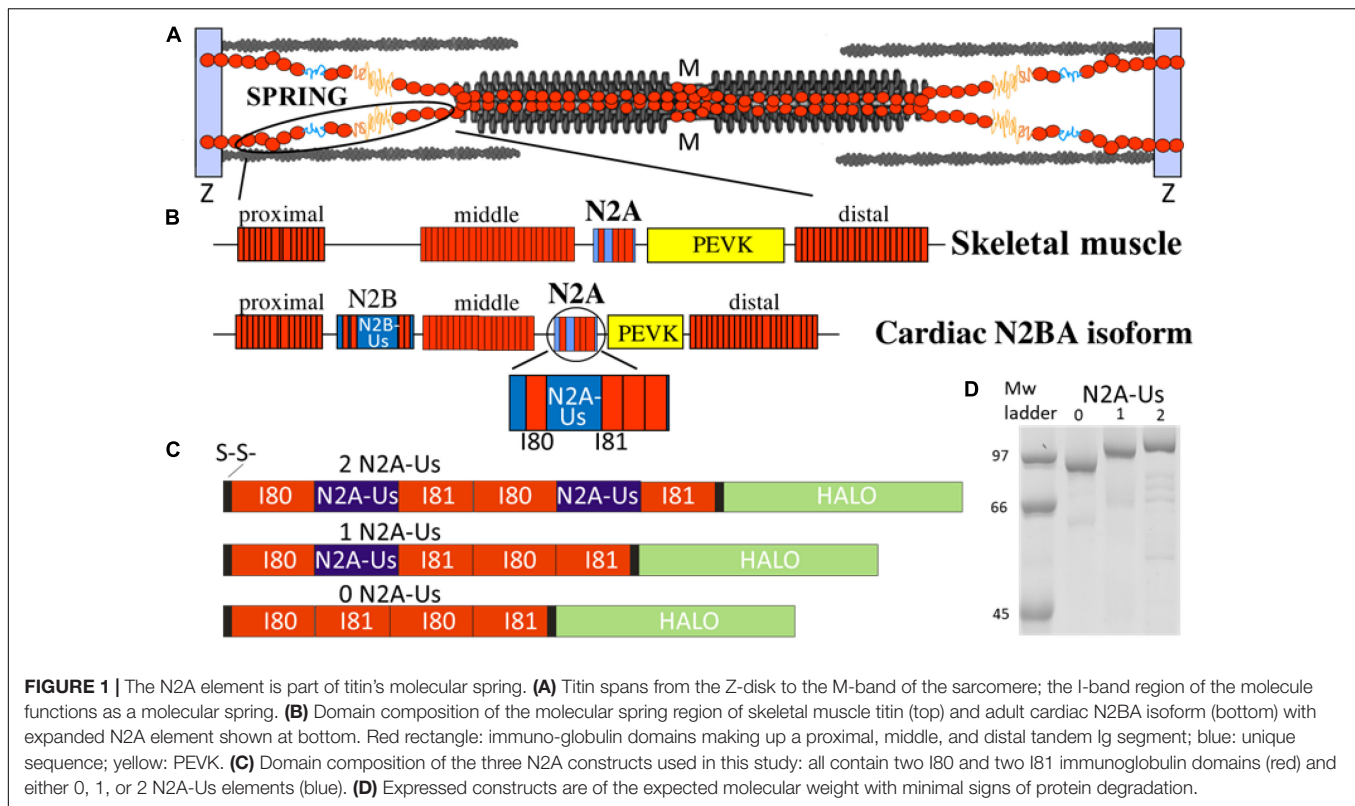 A
M
SPRING
M
Z
Z
B
proximal
middle
N2A
distal
PEVK
Skeletal muscle
proximal
N2B
middle
N2A
distal
N2B-
Us
PEVK
Cardiac N2BA isoform
N2A-
Us
I80
I81
D
Mw
ladder
N2A-Us
0
1
2
97
66
45
C
S-S-
2 N2A-Us
I80 N2A-Us I81 I80 N2A-Us I81 HALO
1 N2A-Us
I80 N2A-Us I81 I80 I81 HALO
0 N2A-Us
I80 I81 I80 I81 HALO
FIGURE 1 | The N2A element is part of titin's molecular spring. (A) Titin spans from the Z-disk to the M-band of the sarcomere; the I-band region of the molecule
functions as a molecular spring. (B) Domain composition of the molecular spring region of skeletal muscle titin (top) and adult cardiac N2BA isoform (bottom) with
expanded N2A element shown at bottom. Red rectangle: immuno-globulin domains making up a proximal, middle, and distal tandem Ig segment; blue: unique
sequence; yellow: PEVK. (C) Domain composition of the three N2A constructs used in this study: all contain two I80 and two I81 immunoglobulin domains (red) and
either 0, 1, or 2 N2A-Us elements (blue). (D) Expressed constructs are of the expected molecular weight with minimal signs of protein degradation.